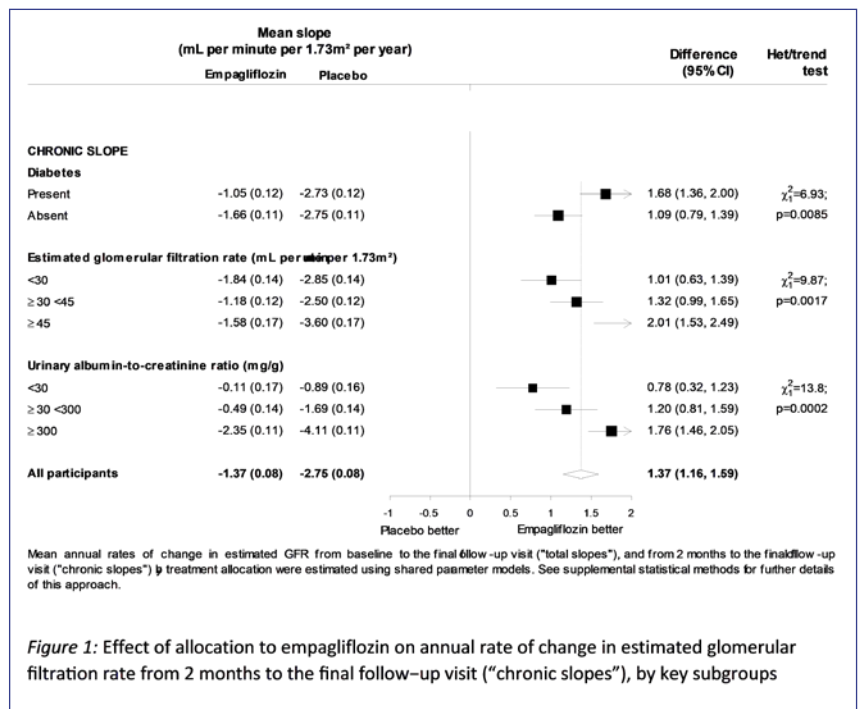 Mean slope
(mL per minute per 1.73m² per year)
Empagliflozin Placebo
Difference (95% CI)
Het/trend test
CHRONIC SLOPE
Diabetes
Present -1.05 (0.12) -2.73 (0.12) 1.68 (1.36, 2.00) χ₁²=6.93;
Absent -1.66 (0.11) -2.75 (0.11) 1.09 (0.79, 1.39) p=0.0085
Estimated glomerular filtration rate (mL per per 1.73m²)
<30 -1.84 (0.14) -2.85 (0.14) 1.01 (0.63, 1.39) χ₁²=9.87;
≥30 <45 -1.18 (0.12) -2.50 (0.12) 1.32 (0.99, 1.65) p=0.0017
≥45 -1.58 (0.17) -3.60 (0.17) 2.01 (1.53, 2.49)
Urinary albumin-to-creatinine ratio (mg/g)
<30 -0.11 (0.17) -0.89 (0.16) 0.78 (0.32, 1.23) χ₁²=13.8;
≥30 <300 -0.49 (0.14) -1.69 (0.14) 1.20 (0.81, 1.59) p=0.0002
≥300 -2.35 (0.11) -4.11 (0.11) 1.76 (1.46, 2.05)
All participants -1.37 (0.08) -2.75 (0.08) 1.37 (1.16, 1.59)
-1 -0.5 0 0.5 1 1.5 2
Placebo better Empagliflozin better
Mean annual rates of change in estimated GFR from baseline to the final follow-up visit ("total slopes"), and from 2 months to the final follow-up
visit ("chronic slopes") by treatment allocation were estimated using shared parameter models. See supplemental statistical methods for further details
of this approach.
Figure 1: Effect of allocation to empagliflozin on annual rate of change in estimated glomerular
filtration rate from 2 months to the final follow-up visit ("chronic slopes"), by key subgroups